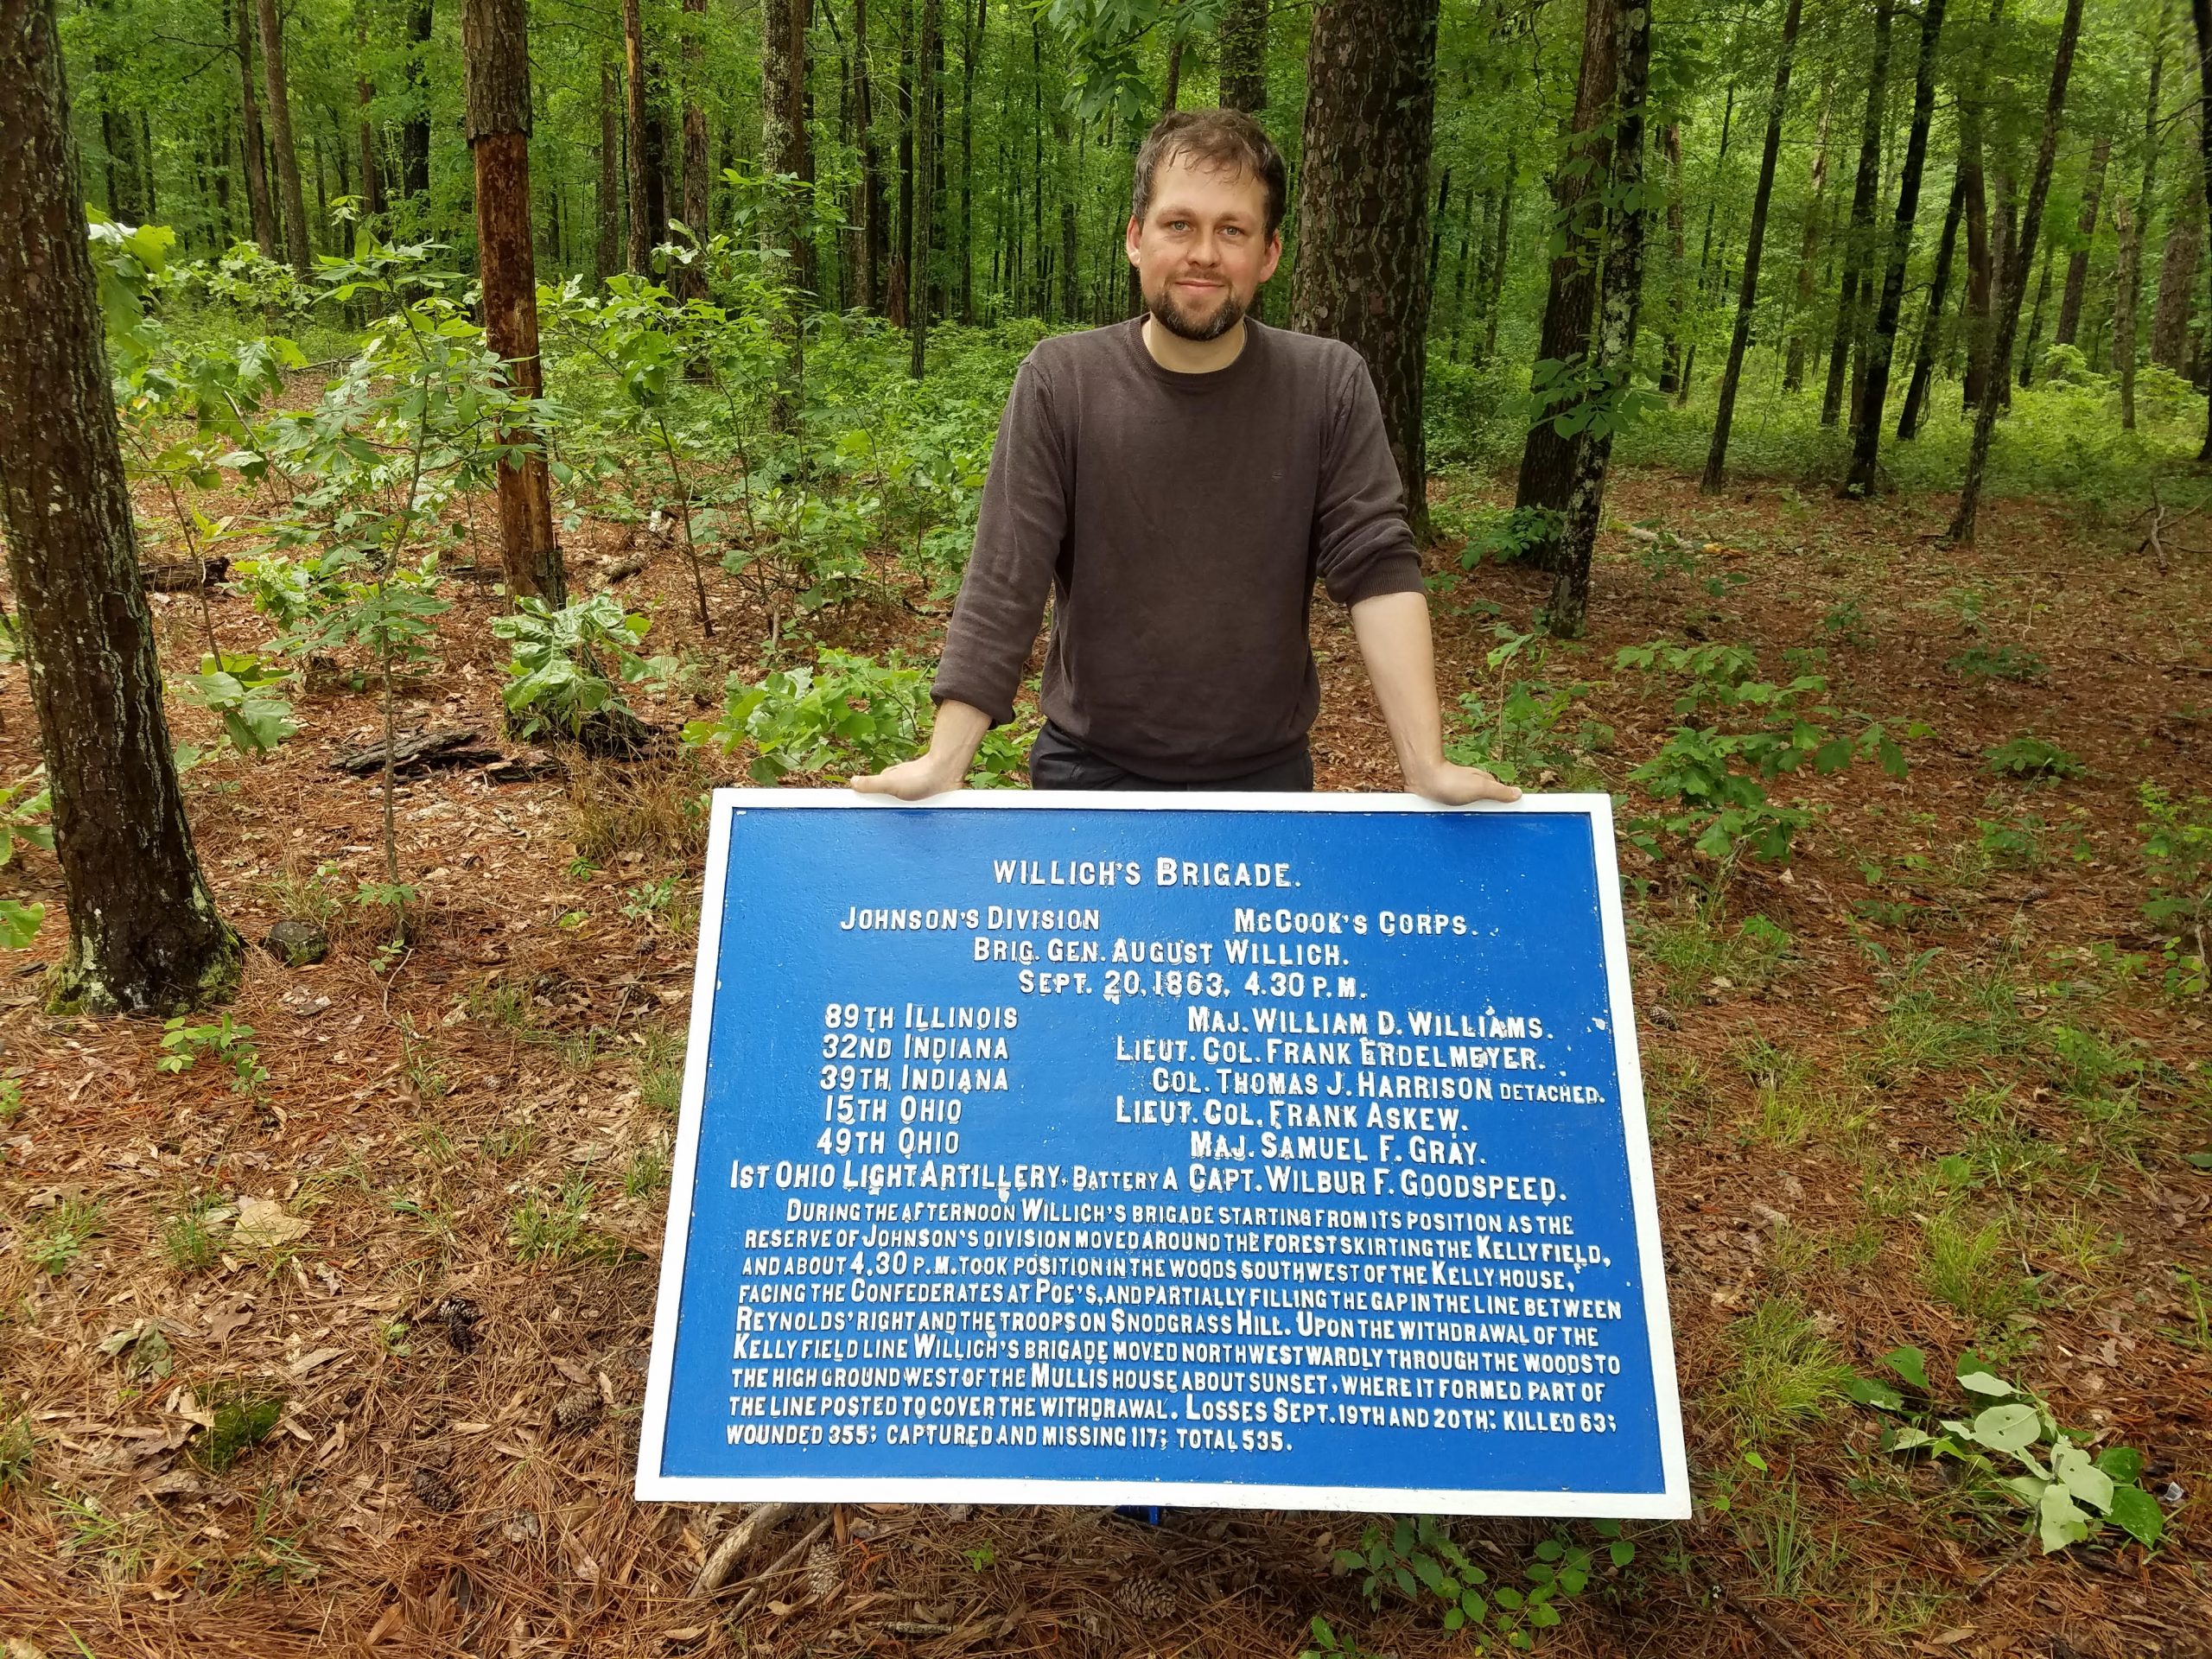 WILLICH'S BRIGADE.
JOHNSON'S DIVISION McCOOK'S CORPS.
BRIG. GEN. AUGUST WILLICH.
SEPT. 20, 1863, 4.30 P.M.
89TH ILLINOIS MAJ. WILLIAM D. WILLIAMS.
32ND INDIANA LIEUT. COL. FRANK ERDELMEYER.
39TH INDIANA COL. THOMAS J. HARRISON DETACHED.
15TH OHIO LIEUT. COL. FRANK ASKEW.
49TH OHIO MAJ. SAMUEL F. GRAY.
1ST OHIO LIGHT ARTILLERY, BATTERY A CAPT. WILBUR F. GOODSPEED.
DURING THE AFTERNOON WILLICH'S BRIGADE STARTING FROM ITS POSITION AS THE
RESERVE OF JOHNSON'S DIVISION MOVED AROUND THE FOREST SKIRTING THE KELLY FIELD,
AND ABOUT 4.30 P.M. TOOK POSITION IN THE WOODS SOUTHWEST OF THE KELLY HOUSE,
FACING THE CONFEDERATES AT POE'S, AND PARTIALLY FILLING THE GAP IN THE LINE BETWEEN
REYNOLDS' RIGHT AND THE TROOPS ON SNODGRASS HILL. UPON THE WITHDRAWAL OF THE
KELLY FIELD LINE WILLICH'S BRIGADE MOVED NORTHWESTWARDLY THROUGH THE WOODS TO
THE HIGH GROUND WEST OF THE MULLIS HOUSE ABOUT SUNSET, WHERE IT FORMED PART OF
THE LINE POSTED TO COVER THE WITHDRAWAL. LOSSES SEPT. 19TH AND 20TH: KILLED 63;
WOUNDED 355; CAPTURED AND MISSING 117; TOTAL 535.